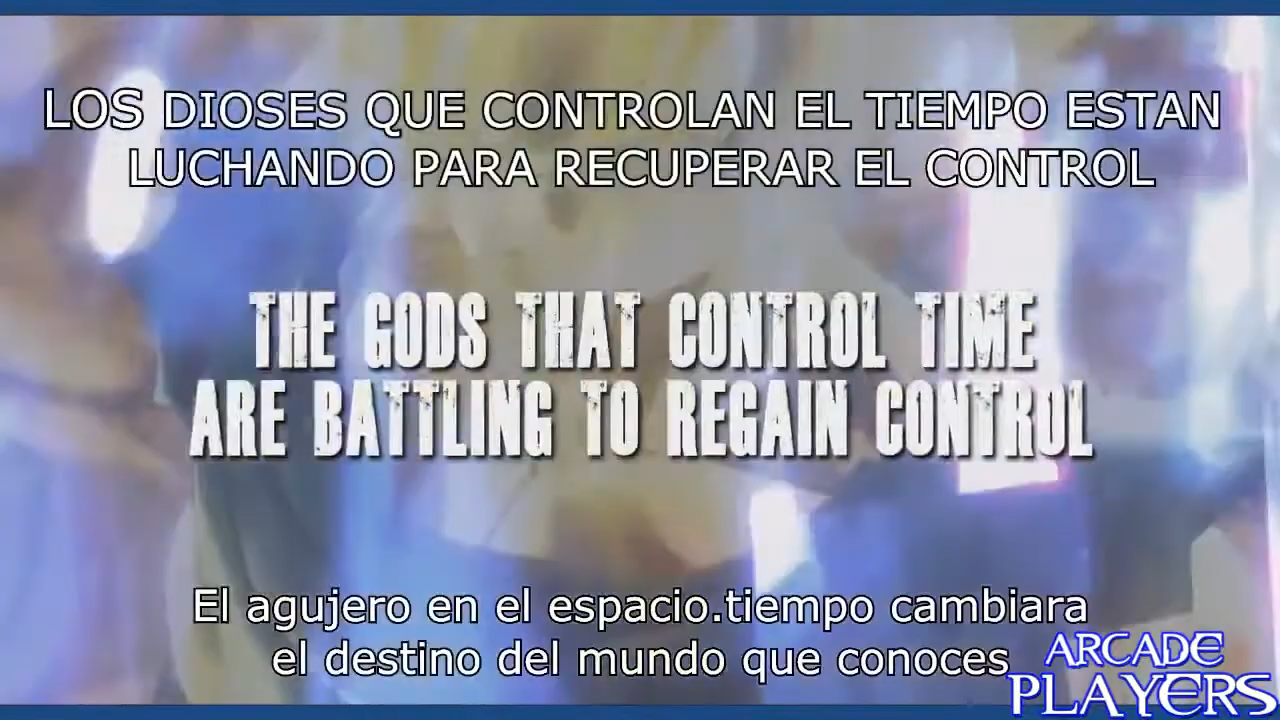 LOS DIOSES QUE CONTROLAN EL TIEMPO ESTAN
LUCHANDO PARA RECUPERAR EL CONTROL
THE GODS THAT CONTROL TIME
ARE BATTLING TO REGAIN CONTROL
El agujero en el espacio.tiempo cambiara
el destino del mundo que conoces
ARCADE
PLAYERS